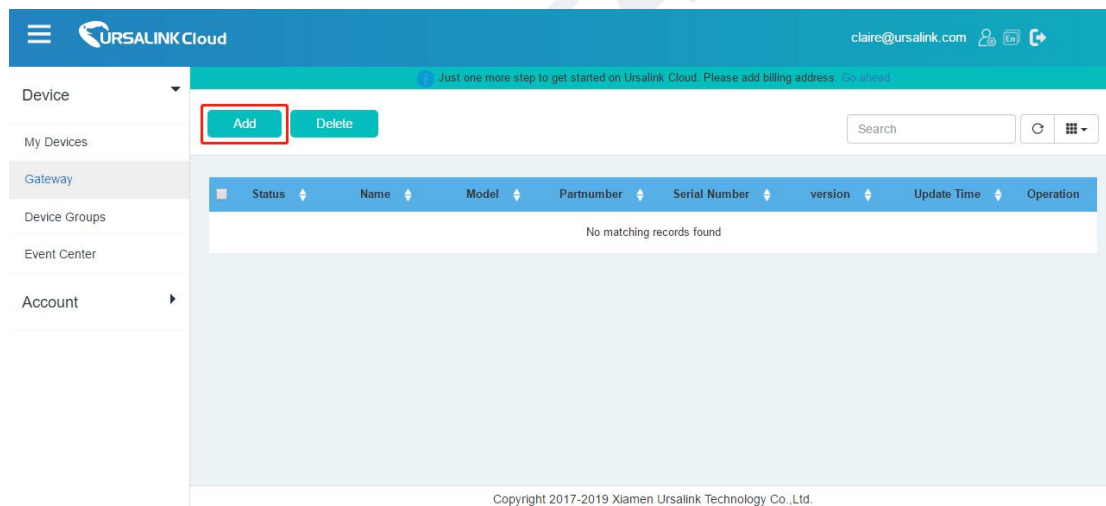 URSALINK Cloud
claire@ursalink.com En
Just one more step to get started on Ursalink Cloud. Please add billing address. Go ahead
Device
Add Delete Search
My Devices
Gateway
Status Name Model Partnumber Serial Number version Update Time Operation
Device Groups
No matching records found
Event Center
Account
Copyright 2017-2019 Xiamen Ursalink Technology Co.,Ltd.